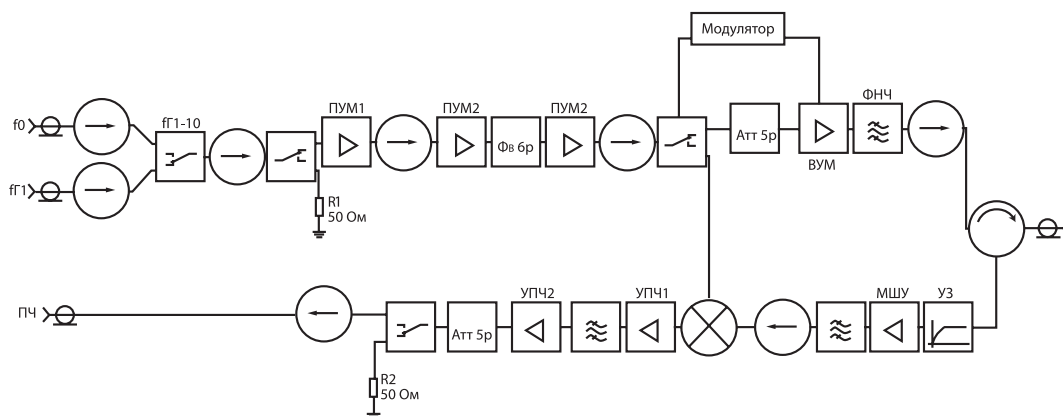 Модулятор
f0
fГ1-10
ПУМ1
ПУМ2
ПУМ2
ФНЧ
Фв 6р
Атт 5р
ВУМ
fГ1
R1
50 Ом
ПЧ
УПЧ2
УПЧ1
МШУ
УЗ
Атт 5р
R2
50 Ом